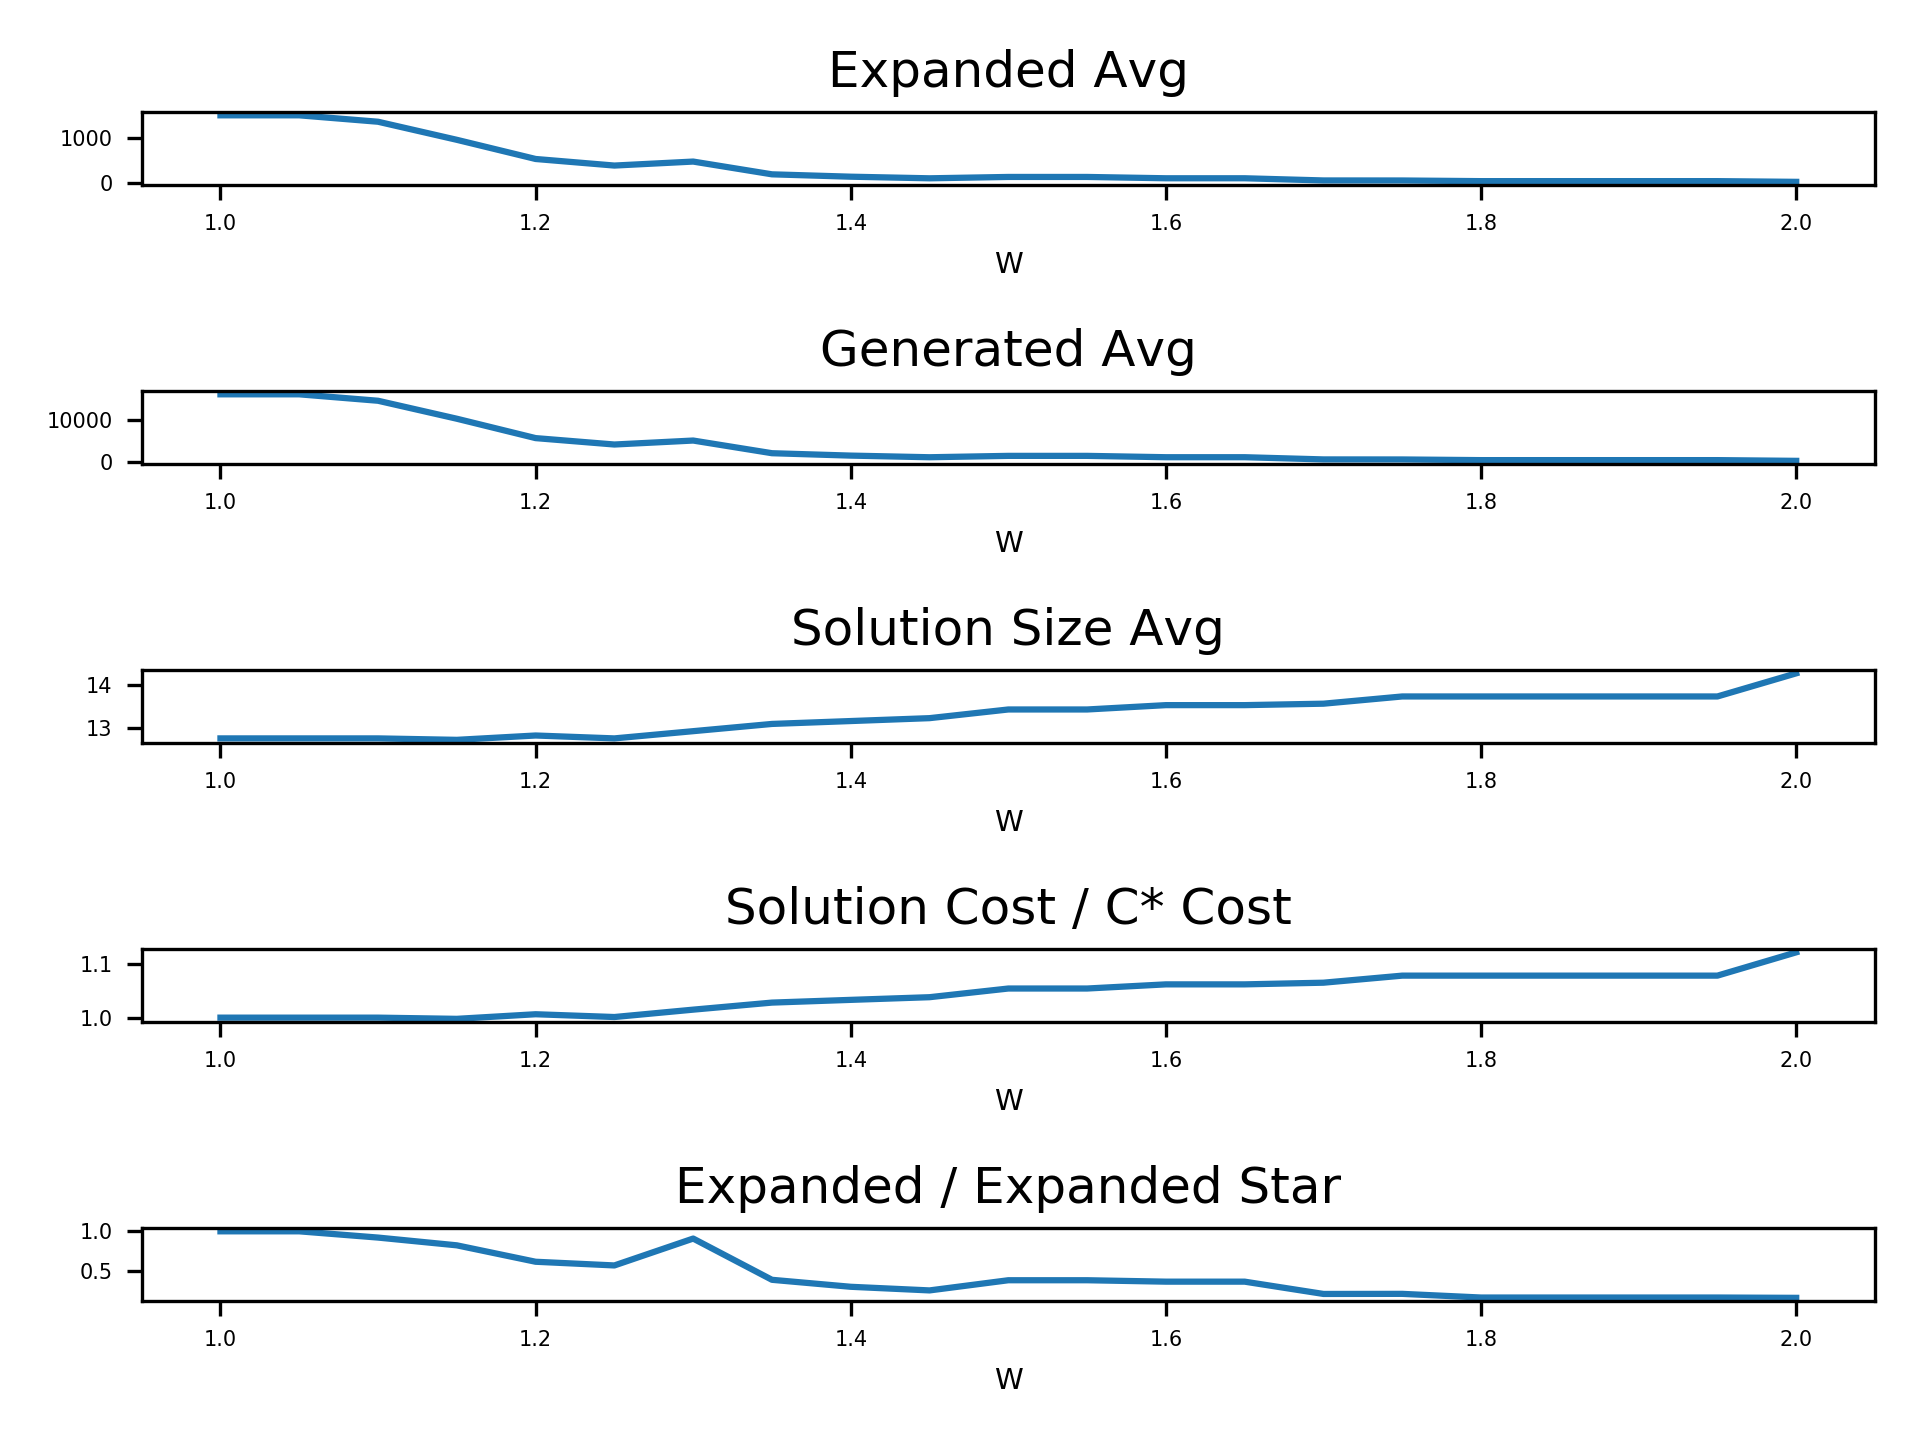 Expanded Avg
1000
0
1.0 1.2 1.4 1.6 1.8 2.0
W
Generated Avg
10000
0
1.0 1.2 1.4 1.6 1.8 2.0
W
Solution Size Avg
14
13
1.0 1.2 1.4 1.6 1.8 2.0
W
Solution Cost / C* Cost
1.1
1.0
1.0 1.2 1.4 1.6 1.8 2.0
W
Expanded / Expanded Star
1.0
0.5
1.0 1.2 1.4 1.6 1.8 2.0
W